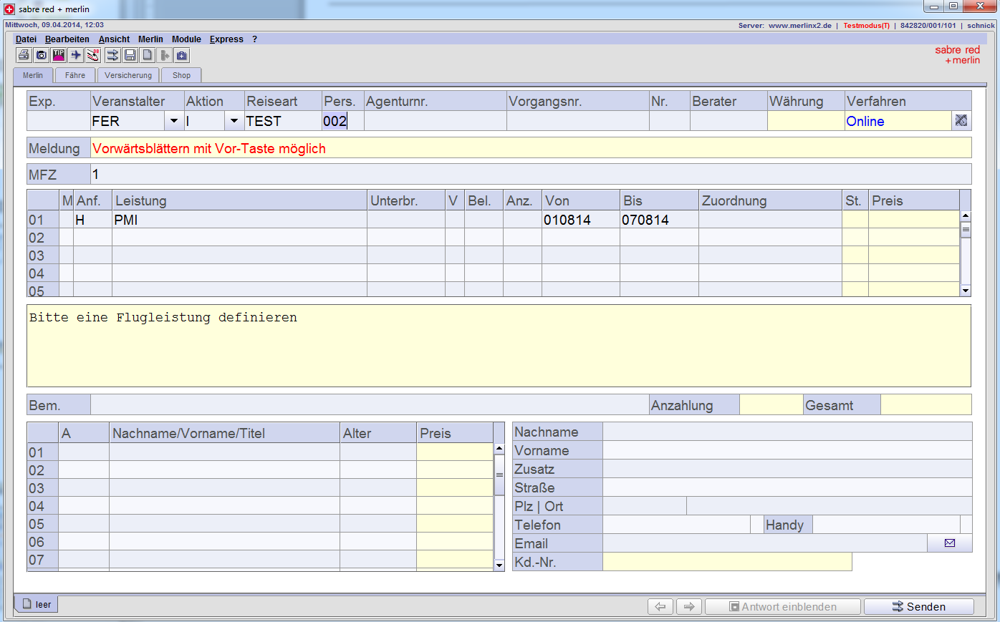 sabre red + merlin
Mittwoch, 09.04.2014, 12:03 Server: www.merlinx2.de | Testmodus(T) | 842820/001/101 | schnick
Datei Bearbeiten Ansicht Merlin Module Express ?
TIP DB
sabre red
+merlin
Merlin Fähre Versicherung Shop
Exp. Veranstalter Aktion Reiseart Pers. Agenturnr. Vorgangsnr. Nr. Berater Währung Verfahren
FER I TEST 002 Online
Meldung Vorwärtsblättern mit Vor-Taste möglich
MFZ 1
M Anf. Leistung Unterbr. V Bel. Anz. Von Bis Zuordnung St. Preis
01 H PMI 010814 070814
02
03
04
05
Bitte eine Flugleistung definieren
Bem. Anzahlung Gesamt
A Nachname/Vorname/Titel Alter Preis
01
02
03
04
05
06
07
Nachname
Vorname
Zusatz
Straße
Plz | Ort
Telefon Handy
Email
Kd.-Nr.
leer Antwort einblenden Senden